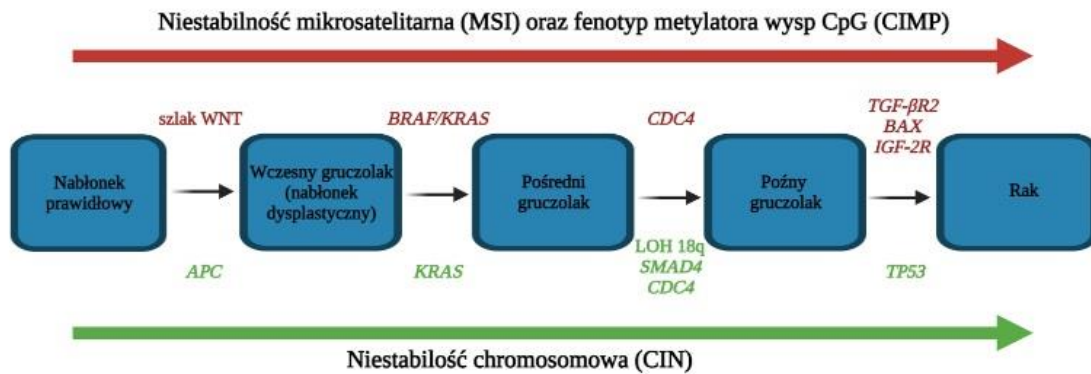 Niestabilność mikrosatelitarna (MSI) oraz fenotyp metylatora wysp CpG (CIMP)
szlak WNT
BRAF/KRAS
CDC4
TGF-βR2
BAX
IGF-2R
Nabłonek
prawidłowy
Wczesny gruczolak
(nabłonek
dysplastyczny)
Pośredni
gruczolak
Poźny
gruczolak
Rak
APC
KRAS
LOH 18q
SMAD4
CDC4
TP53
Niestabilość chromosomowa (CIN)